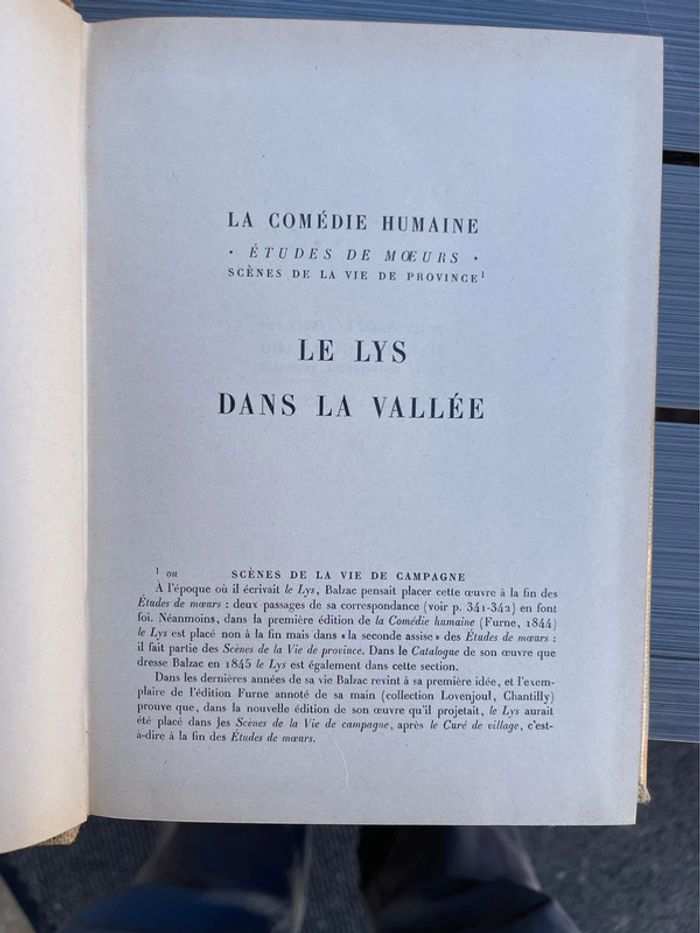 LA COMÉDIE HUMAINE
· ÉTUDES DE MŒURS ·
SCÈNES DE LA VIE DE PROVINCE¹
LE LYS
DANS LA VALLÉE
¹ ou SCÈNES DE LA VIE DE CAMPAGNE
À l'époque où il écrivait le Lys, Balzac pensait placer cette œuvre à la fin des
Études de mœurs : deux passages de sa correspondance (voir p. 341-342) en font
foi. Néanmoins, dans la première édition de la Comédie humaine (Furne, 1844)
le Lys est placé non à la fin mais dans « la seconde assise » des Études de mœurs :
il fait partie des Scènes de la Vie de province. Dans le Catalogue de son œuvre que
dresse Balzac en 1845 le Lys est également dans cette section.
Dans les dernières années de sa vie Balzac revint à sa première idée, et l'exem-
plaire de l'édition Furne annoté de sa main (collection Lovenjoul, Chantilly)
prouve que, dans la nouvelle édition de son œuvre qu'il projetait, le Lys aurait
été placé dans les Scènes de la Vie de campagne, après le Curé de village, c'est-
à-dire à la fin des Études de mœurs.